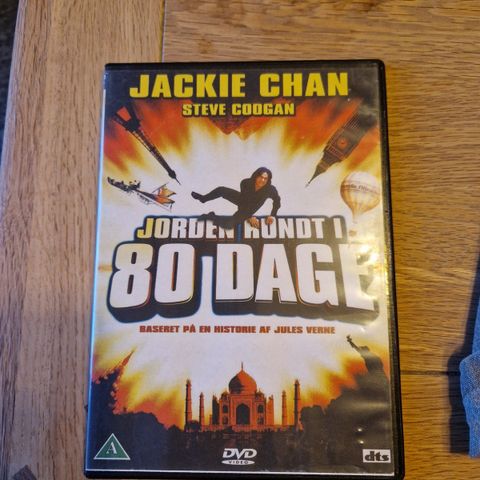 JACKIE CHAN
STEVE COOGAN
JORDEN RUNDT I
80 DAGE
BASERET PÅ EN HISTORIE AF JULES VERNE
A
DVD
VIDEO
dts